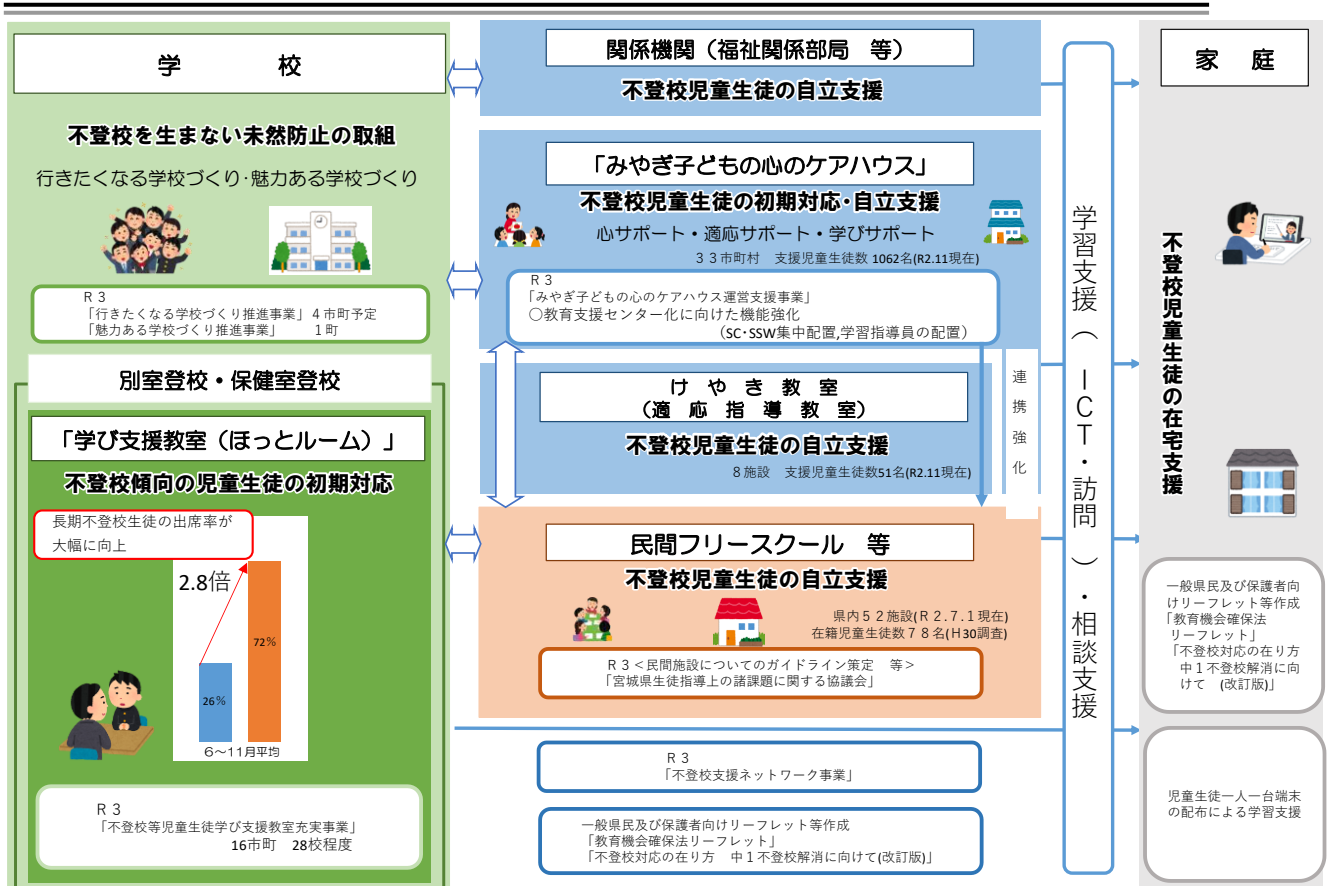 学　校
不登校を生まない未然防止の取組
行きたくなる学校づくり･魅力ある学校づくり
Ｒ３
「行きたくなる学校づくり推進事業」４市町予定
「魅力ある学校づくり推進事業」　１町
別室登校・保健室登校
「学び支援教室（ほっとルーム）」
不登校傾向の児童生徒の初期対応
長期不登校生徒の出席率が
大幅に向上
2.8倍
72%
26%
６～11月平均
Ｒ３
「不登校等児童生徒学び支援教室充実事業」
16市町　28校程度
関係機関（福祉関係部局　等）
不登校児童生徒の自立支援
「みやぎ子どもの心のケアハウス」
不登校児童生徒の初期対応･自立支援
心サポート・適応サポート・学びサポート
３３市町村　支援児童生徒数 1062名(R2.11現在)
Ｒ３
「みやぎ子どもの心のケアハウス運営支援事業」
○教育支援センター化に向けた機能強化
（SC･SSW集中配置,学習指導員の配置）
けやき教室
（適応指導教室）
不登校児童生徒の自立支援
８施設　支援児童生徒数51名(R2.11現在)
連携強化
民間フリースクール　等
不登校児童生徒の自立支援
県内５２施設(Ｒ２.７.１現在)
在籍児童生徒数７８名(Ｈ30調査)
Ｒ３＜民間施設についてのガイドライン策定　等＞
「宮城県生徒指導上の諸課題に関する協議会」
Ｒ３
「不登校支援ネットワーク事業」
一般県民及び保護者向けリーフレット等作成
「教育機会確保法リーフレット」
「不登校対応の在り方　中１不登校解消に向けて(改訂版)」
学習支援（ＩＣＴ・訪問）・相談支援
家　庭
不登校児童生徒の在宅支援
一般県民及び保護者向
けリーフレット等作成
「教育機会確保法
リーフレット」
「不登校対応の在り方
中１不登校解消に向
けて　(改訂版)」
児童生徒一人一台端末
の配布による学習支援